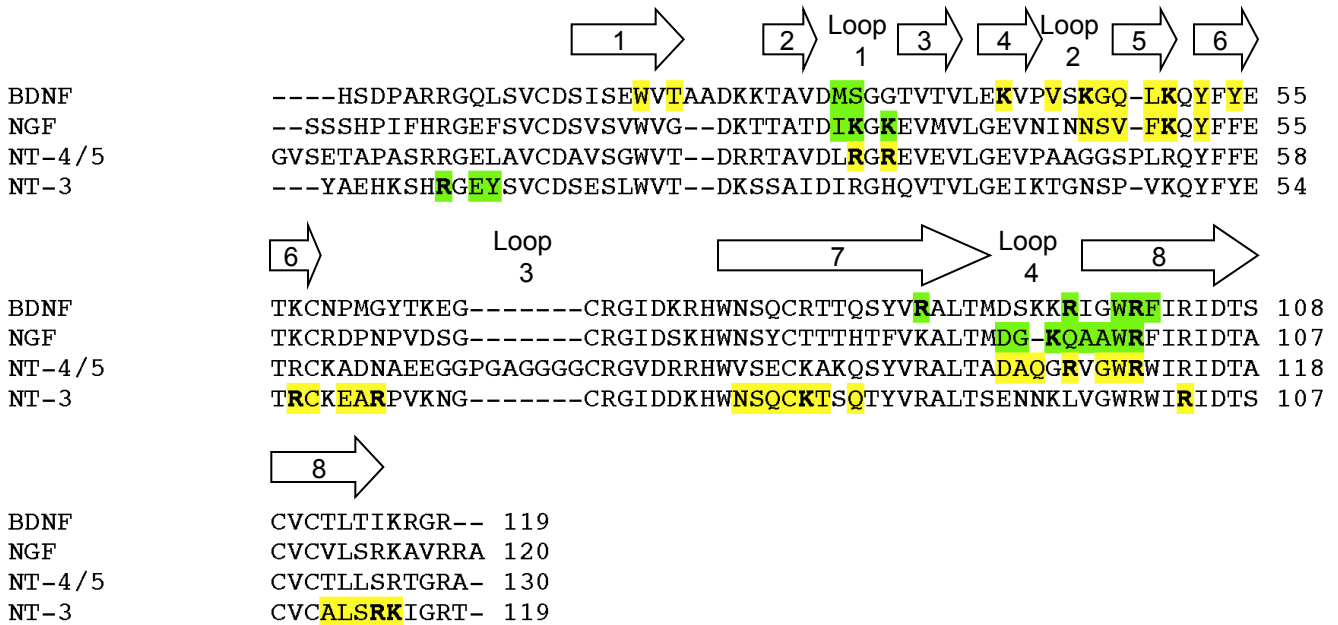 1 2 Loop 1 3 4 Loop 2 5 6
BDNF ----HSDPARRGQLSVCDSISEWVTAADKKTAVDMSGGTVTVLEKVPVSKGQ-LKQYFYE 55
NGF --SSSHPIFHRGEFSVCDSVSVWVG--DKTTATDIKGKEVMVLGEVNINNSV-FKQYFFE 55
NT-4/5 GVSETAPASRRGELAVCDAVSGWVT--DRRTAVDLRGREVEVLGEVPAAGGSPLRQYFFE 58
NT-3 ---YAEHKSHRGEYSVCDSESLWVT--DKSSAIDIRGHQVTVLGEIKTGNSP-VKQYFYE 54
6 Loop 3 7 Loop 4 8
BDNF TKCNPMGYTKEG-------CRGIDKRHWNSQCRTTQSYVRALTMDSKKRIGWRFIRIDTS 108
NGF TKCRDPNPVDSG-------CRGIDSKHWNSYCTTTHTFVKALTMDG-KQAAWRFIRIDTA 107
NT-4/5 TRCKADNAEEGGPGAGGGGCRGVDRRHWVSECKAKQSYVRALTADAQGRVGWRWIRIDTA 118
NT-3 TRCKEARPVKNG-------CRGIDDKHWNSQCKTSQTYVRALTSENNKLVGWRWIRIDTS 107
8
BDNF CVCTLTIKRGR-- 119
NGF CVCVLSRKAVRRA 120
NT-4/5 CVCTLLSRTGRA- 130
NT-3 CVCALSRKIGRT- 119